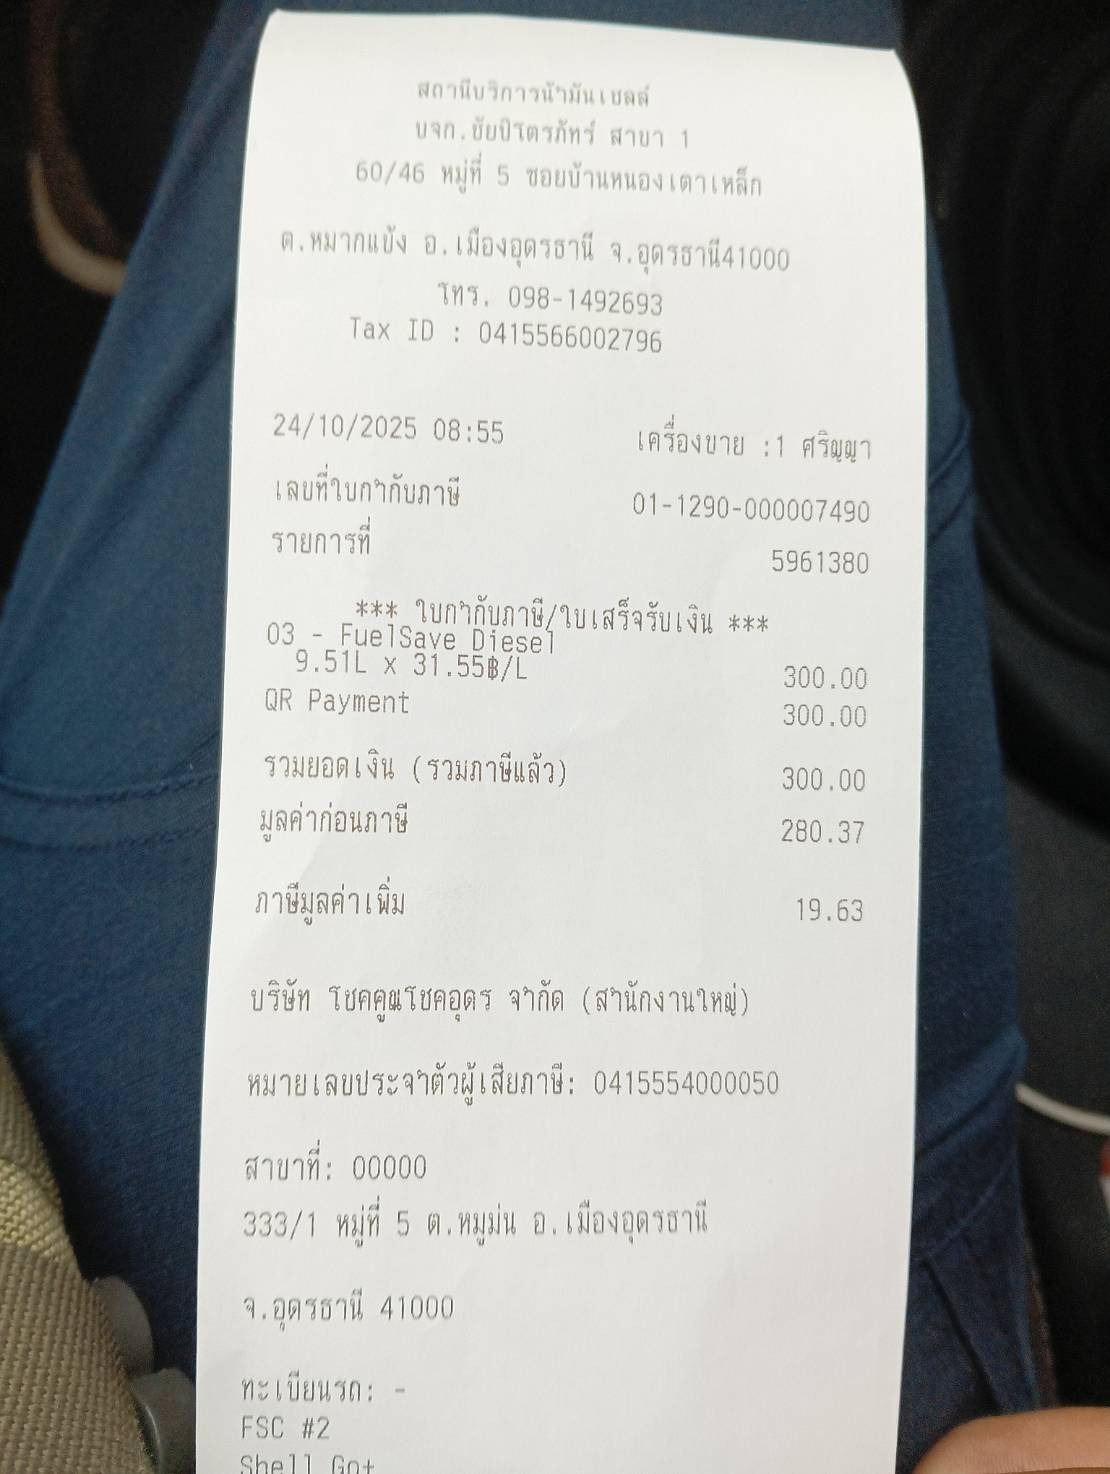 สถานีบริการน้ำมันเชลล์
บจก.ชัยปิโตรภัทร์ สาขา 1
60/46 หมู่ที่ 5 ซอยบ้านหนองเตาเหล็ก
ต.หมากแข้ง อ.เมืองอุดรธานี จ.อุดรธานี41000
โทร. 098-1492693
Tax ID : 0415566002796
24/10/2025 08:55 เครื่องขาย :1 ศริญญา
เลขที่ใบกำกับภาษี 01-1290-000007490
รายการที่ 5961380
*** ใบกำกับภาษี/ใบเสร็จรับเงิน ***
03 - FuelSave Diesel
9.51L x 31.55฿/L 300.00
QR Payment 300.00
รวมยอดเงิน (รวมภาษีแล้ว) 300.00
มูลค่าก่อนภาษี 280.37
ภาษีมูลค่าเพิ่ม 19.63
บริษัท โชคคูณโชคอุดร จำกัด (สำนักงานใหญ่)
หมายเลขประจำตัวผู้เสียภาษี: 0415554000050
สาขาที่: 00000
333/1 หมู่ที่ 5 ต.หมูม่น อ.เมืองอุดรธานี
จ.อุดรธานี 41000
ทะเบียนรถ: -
FSC #2
Shell Go+